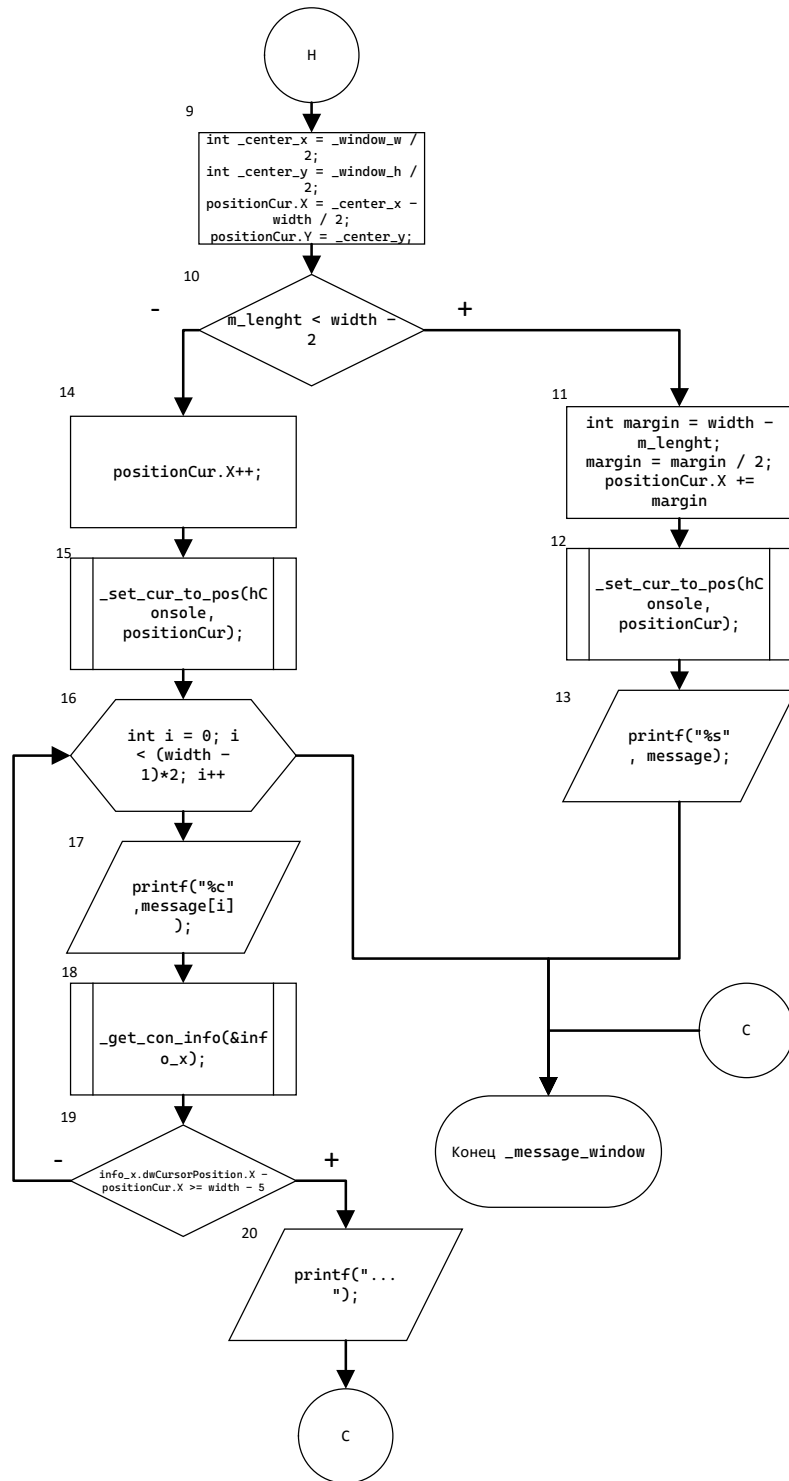 H
9
int _center_x = _window_w /
2;
int _center_y = _window_h /
2;
positionCur.X = _center_x –
width / 2;
positionCur.Y = _center_y;
10
-
+
m_lenght < width –
2
14
positionCur.X++;
11
int margin = width –
m_lenght;
margin = margin / 2;
positionCur.X +=
margin
15
_set_cur_to_pos(hC
onsole,
positionCur);
12
_set_cur_to_pos(hC
onsole,
positionCur);
16
int i = 0; i
< (width –
1)*2; i++
13
printf("%s"
, message);
17
printf("%c"
,message[i]
);
18
_get_con_info(&inf
o_x);
C
19
-
+
info_x.dwCursorPosition.X –
positionCur.X >= width – 5
Конец _message_window
20
printf("...
");
C